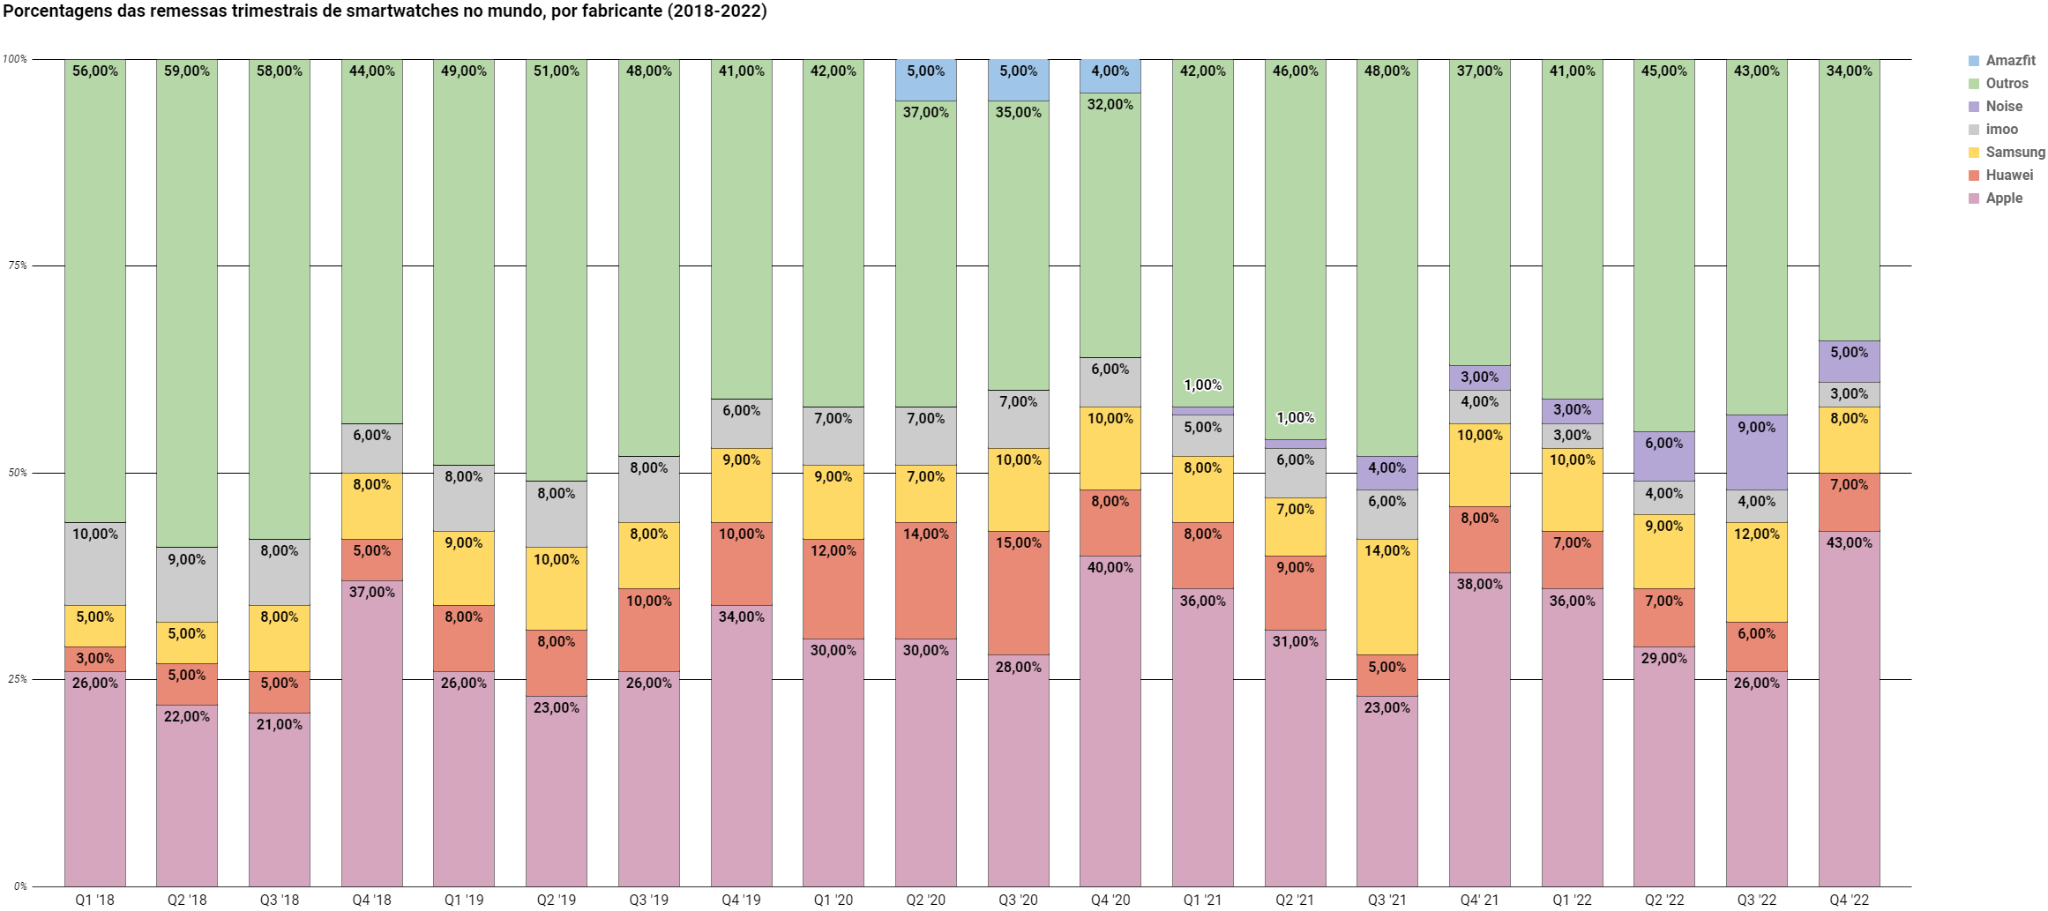 Porcentagens das remessas trimestrais de smartwatches no mundo, por fabricante (2018-2022)
100%
75%
50%
25%
0%
56,00% 59,00% 58,00% 44,00% 49,00% 51,00% 48,00% 41,00% 42,00% 5,00% 5,00% 4,00% 42,00% 46,00% 48,00% 37,00% 41,00% 45,00% 43,00% 34,00%
37,00% 35,00% 32,00%
1,00% 1,00% 4,00% 3,00% 3,00% 6,00% 9,00% 5,00%
10,00% 9,00% 8,00% 6,00% 8,00% 8,00% 8,00% 6,00% 7,00% 7,00% 7,00% 6,00% 5,00% 6,00% 6,00% 4,00% 3,00% 4,00% 4,00% 3,00%
5,00% 5,00% 8,00% 8,00% 9,00% 10,00% 8,00% 9,00% 9,00% 7,00% 10,00% 10,00% 8,00% 7,00% 14,00% 10,00% 10,00% 9,00% 12,00% 8,00%
3,00% 5,00% 5,00% 5,00% 8,00% 8,00% 10,00% 10,00% 12,00% 14,00% 15,00% 8,00% 8,00% 9,00% 5,00% 8,00% 7,00% 7,00% 6,00% 7,00%
26,00% 22,00% 21,00% 37,00% 26,00% 23,00% 26,00% 34,00% 30,00% 30,00% 28,00% 40,00% 36,00% 31,00% 23,00% 38,00% 36,00% 29,00% 26,00% 43,00%
Q1 '18 Q2 '18 Q3 '18 Q4 '18 Q1 '19 Q2 '19 Q3 '19 Q4 '19 Q1 '20 Q2 '20 Q3 '20 Q4 '20 Q1 '21 Q2 '21 Q3 '21 Q4' 21 Q1 '22 Q2 '22 Q3 '22 Q4 '22
Amazfit
Outros
Noise
imoo
Samsung
Huawei
Apple